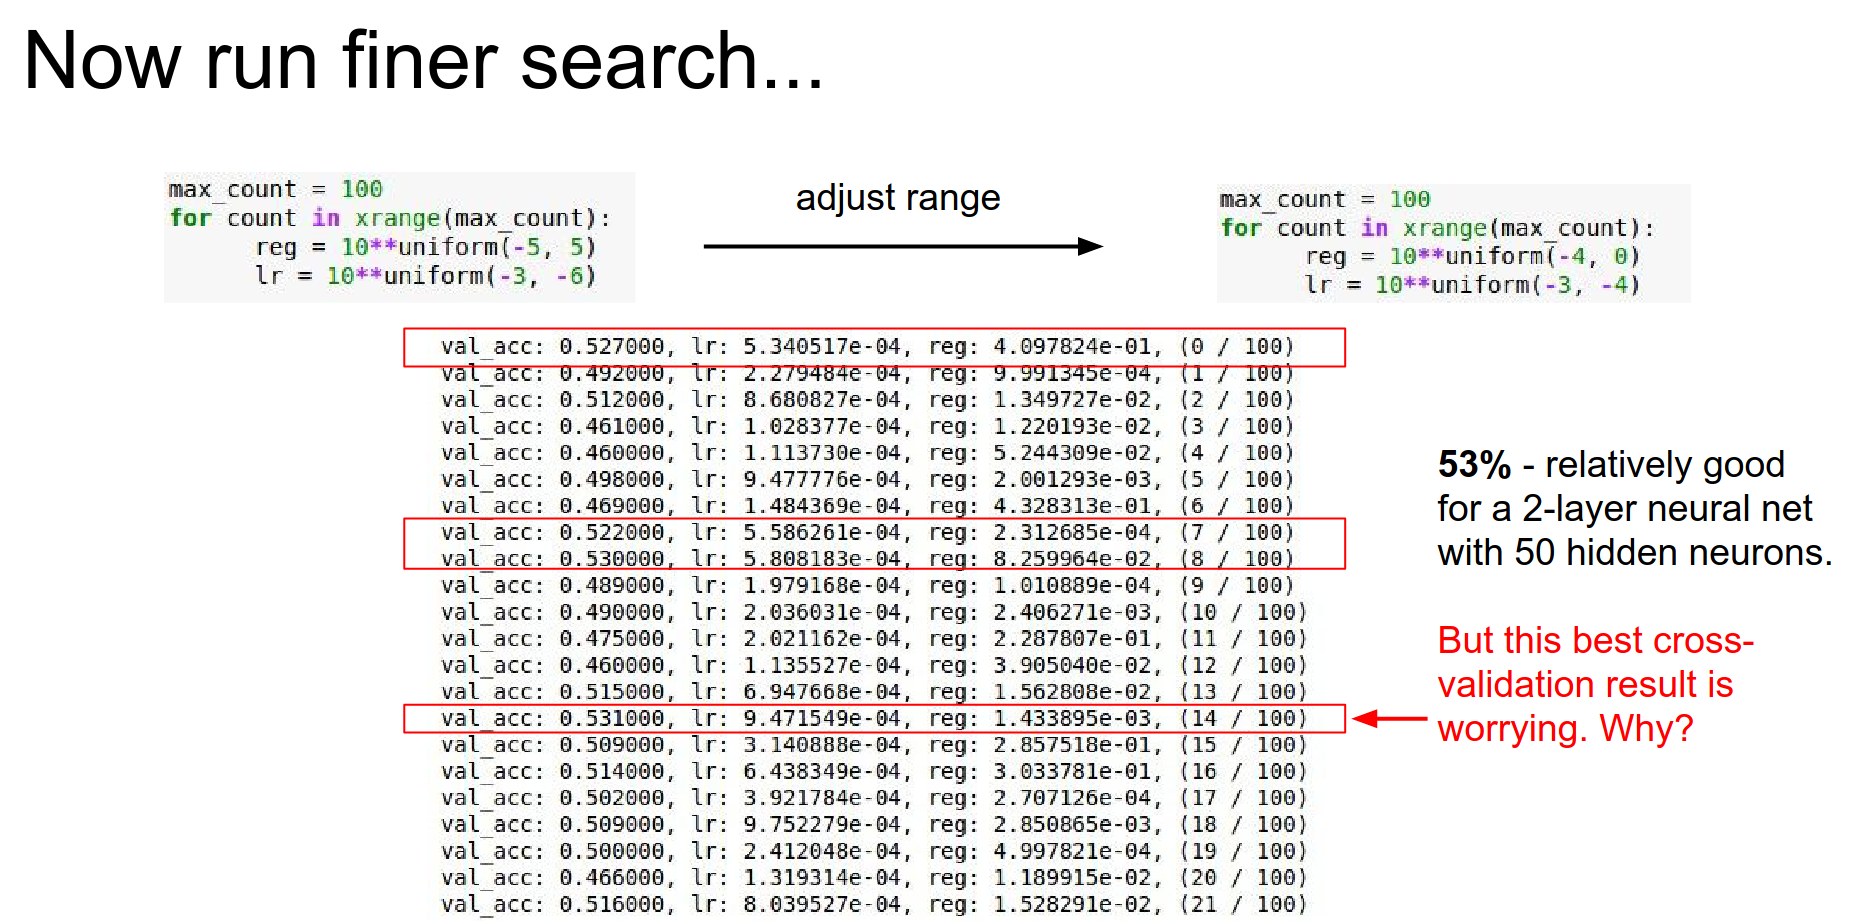 Now run finer search...
max_count = 100
for count in xrange(max_count):
reg = 10**uniform(-5, 5)
lr = 10**uniform(-3, -6)
adjust range
max_count = 100
for count in xrange(max_count):
reg = 10**uniform(-4, 0)
lr = 10**uniform(-3, -4)
val_acc: 0.527000, lr: 5.340517e-04, reg: 4.097824e-01, (0 / 100)
val_acc: 0.492000, lr: 2.279484e-04, reg: 9.991345e-04, (1 / 100)
val_acc: 0.512000, lr: 8.680827e-04, reg: 1.349727e-02, (2 / 100)
val_acc: 0.461000, lr: 1.028377e-04, reg: 1.220193e-02, (3 / 100)
val_acc: 0.460000, lr: 1.113730e-04, reg: 5.244309e-02, (4 / 100)
val_acc: 0.498000, lr: 9.477776e-04, reg: 2.001293e-03, (5 / 100)
val_acc: 0.469000, lr: 1.484369e-04, reg: 4.328313e-01, (6 / 100)
val_acc: 0.522000, lr: 5.586261e-04, reg: 2.312685e-04, (7 / 100)
val_acc: 0.530000, lr: 5.808183e-04, reg: 8.259964e-02, (8 / 100)
val_acc: 0.489000, lr: 1.979168e-04, reg: 1.010889e-04, (9 / 100)
val_acc: 0.490000, lr: 2.036031e-04, reg: 2.406271e-03, (10 / 100)
val_acc: 0.475000, lr: 2.021162e-04, reg: 2.287807e-01, (11 / 100)
val_acc: 0.460000, lr: 1.135527e-04, reg: 3.905040e-02, (12 / 100)
val_acc: 0.515000, lr: 6.947668e-04, reg: 1.562808e-02, (13 / 100)
val_acc: 0.531000, lr: 9.471549e-04, reg: 1.433895e-03, (14 / 100)
val_acc: 0.509000, lr: 3.140888e-04, reg: 2.857518e-01, (15 / 100)
val_acc: 0.514000, lr: 6.438349e-04, reg: 3.033781e-01, (16 / 100)
val_acc: 0.502000, lr: 3.921784e-04, reg: 2.707126e-04, (17 / 100)
val_acc: 0.509000, lr: 9.752279e-04, reg: 2.850865e-03, (18 / 100)
val_acc: 0.500000, lr: 2.412048e-04, reg: 4.997821e-04, (19 / 100)
val_acc: 0.466000, lr: 1.319314e-04, reg: 1.189915e-02, (20 / 100)
val_acc: 0.516000, lr: 8.039527e-04, reg: 1.528291e-02, (21 / 100)
53% - relatively good
for a 2-layer neural net
with 50 hidden neurons.
But this best cross-
validation result is
worrying. Why?